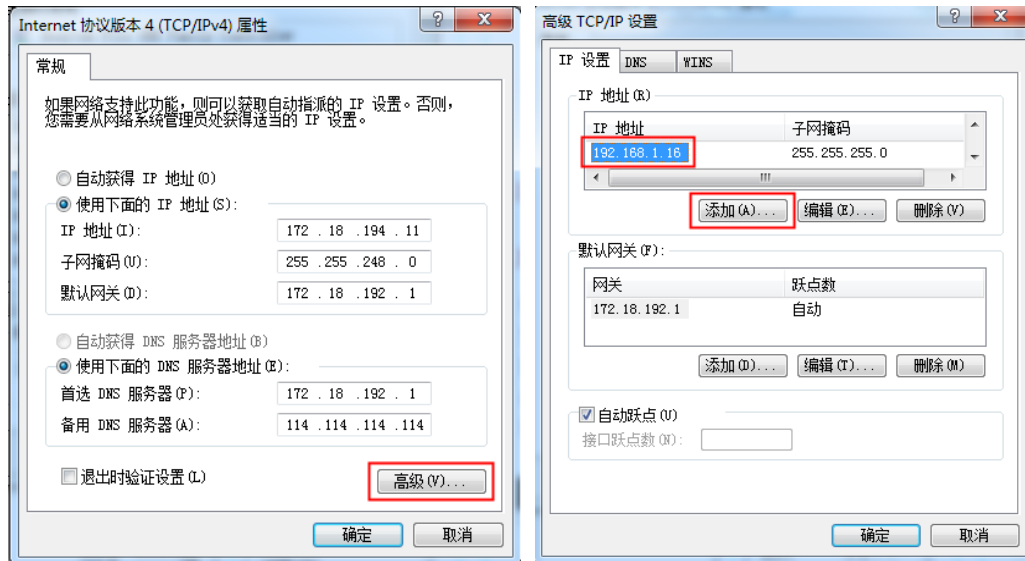 Internet 协议版本 4 (TCP/IPv4) 属性
常规
如果网络支持此功能，则可以获取自动指派的 IP 设置。否则，
您需要从网络系统管理员处获得适当的 IP 设置。
自动获得 IP 地址(O)
使用下面的 IP 地址(S):
IP 地址(I): 172 . 18 .194 . 11
子网掩码(U): 255 .255 .248 . 0
默认网关(D): 172 . 18 .192 . 1
自动获得 DNS 服务器地址(B)
使用下面的 DNS 服务器地址(E):
首选 DNS 服务器(P): 172 . 18 .192 . 1
备用 DNS 服务器(A): 114 .114 .114 .114
退出时验证设置(L)
高级(V)...
确定 取消
高级 TCP/IP 设置
IP 设置 DNS WINS
IP 地址(R)
IP 地址 子网掩码
192.168.1.16 255.255.255.0
添加(A)... 编辑(E)... 删除(V)
默认网关(F):
网关 跃点数
172.18.192.1 自动
添加(D)... 编辑(T)... 删除(M)
自动跃点(U)
接口跃点数(N):
确定 取消